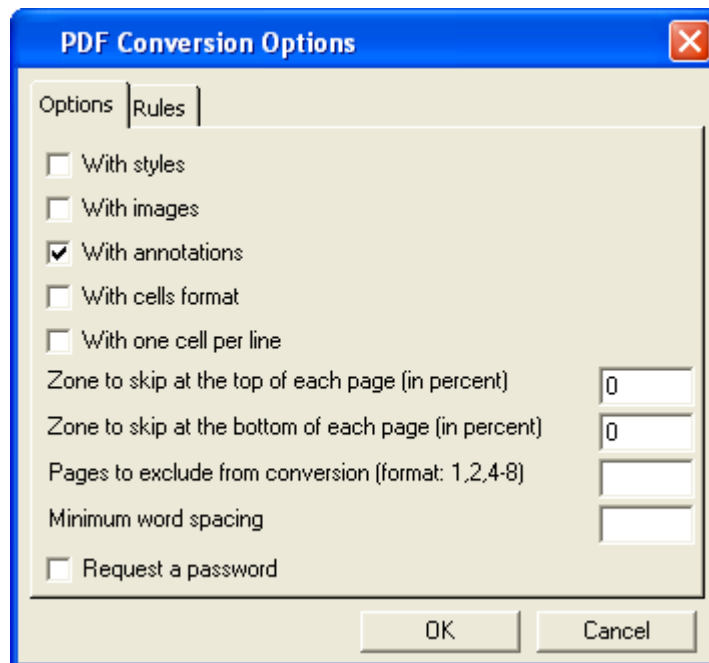 PDF Conversion Options
Options Rules
With styles
With images
With annotations
With cells format
With one cell per line
Zone to skip at the top of each page (in percent) 0
Zone to skip at the bottom of each page (in percent) 0
Pages to exclude from conversion (format: 1,2,4-8)
Minimum word spacing
Request a password
OK Cancel